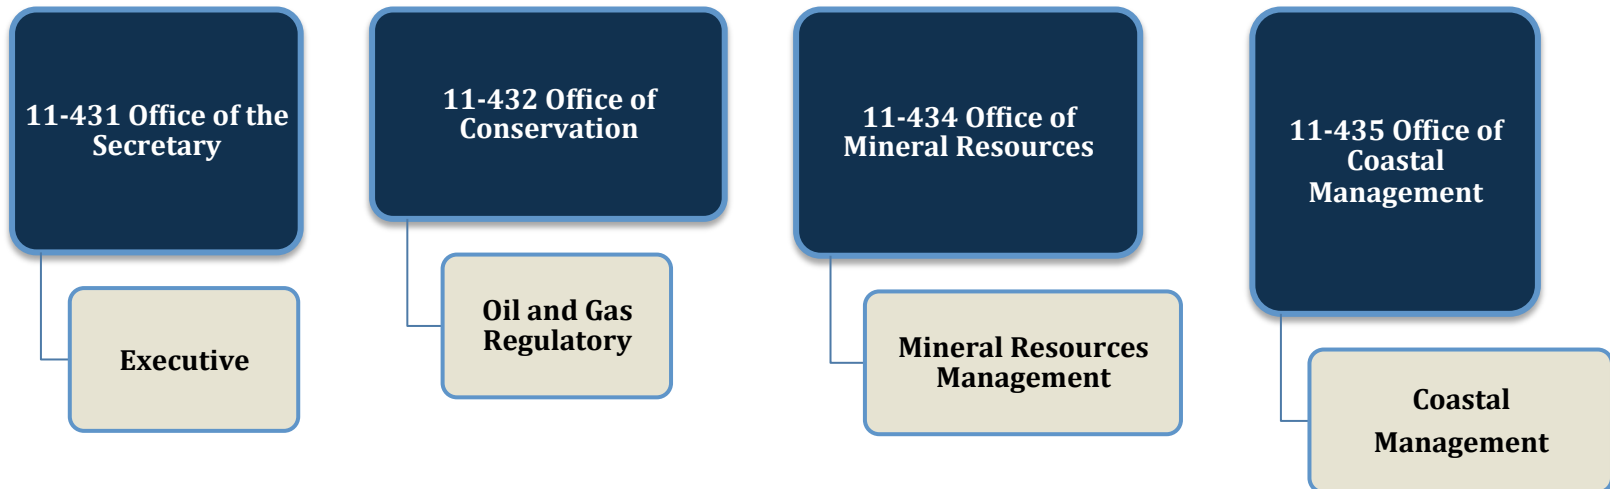 11-431 Office of the
Secretary
Executive
11-432 Office of
Conservation
Oil and Gas
Regulatory
11-434 Office of
Mineral Resources
Mineral Resources
Management
11-435 Office of
Coastal
Management
Coastal
Management